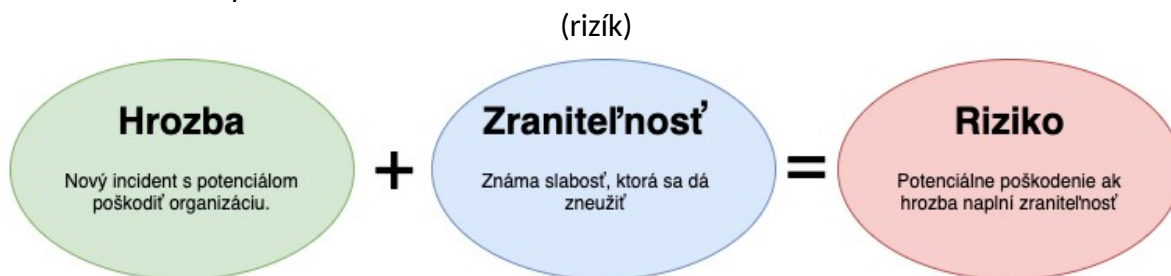 (rizík)
Hrozba
Nový incident s potenciálom
poškodiť organizáciu.
+
Zraniteľnosť
Známa slabosť, ktorá sa dá
zneužiť
=
Riziko
Potenciálne poškodenie ak
hrozba naplní zraniteľnosť